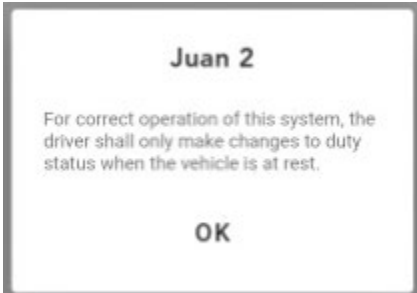 Juan 2
For correct operation of this system, the
driver shall only make changes to duty
status when the vehicle is at rest.
OK